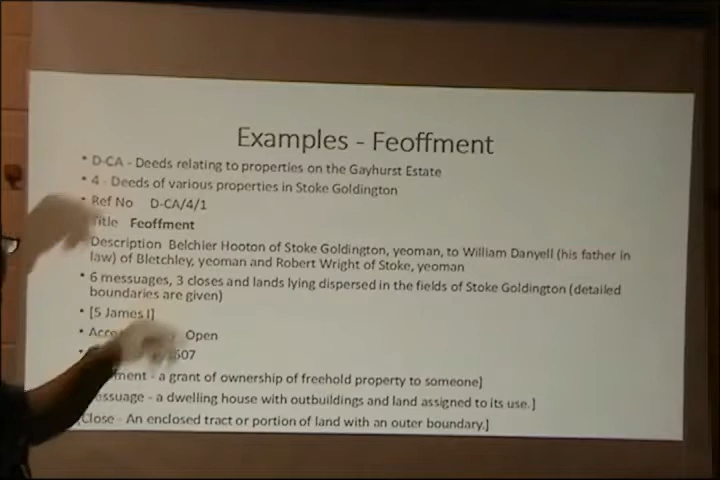 Examples - Feoffment
• D-CA - Deeds relating to properties on the Gayhurst Estate
• 4 - Deeds of various properties in Stoke Goldington
• Ref No D-CA/4/1
Title Feoffment
Description Belchier Hooton of Stoke Goldington, yeoman, to William Danyell (his father in
law) of Bletchley, yeoman and Robert Wright of Stoke, yeoman
• 6 messuages, 3 closes and lands lying dispersed in the fields of Stoke Goldington (detailed
boundaries are given)
• [5 James I]
• Open
• 607
- a grant of ownership of freehold property to someone]
- a dwelling house with outbuildings and land assigned to its use.]
[Close - An enclosed tract or portion of land with an outer boundary.]